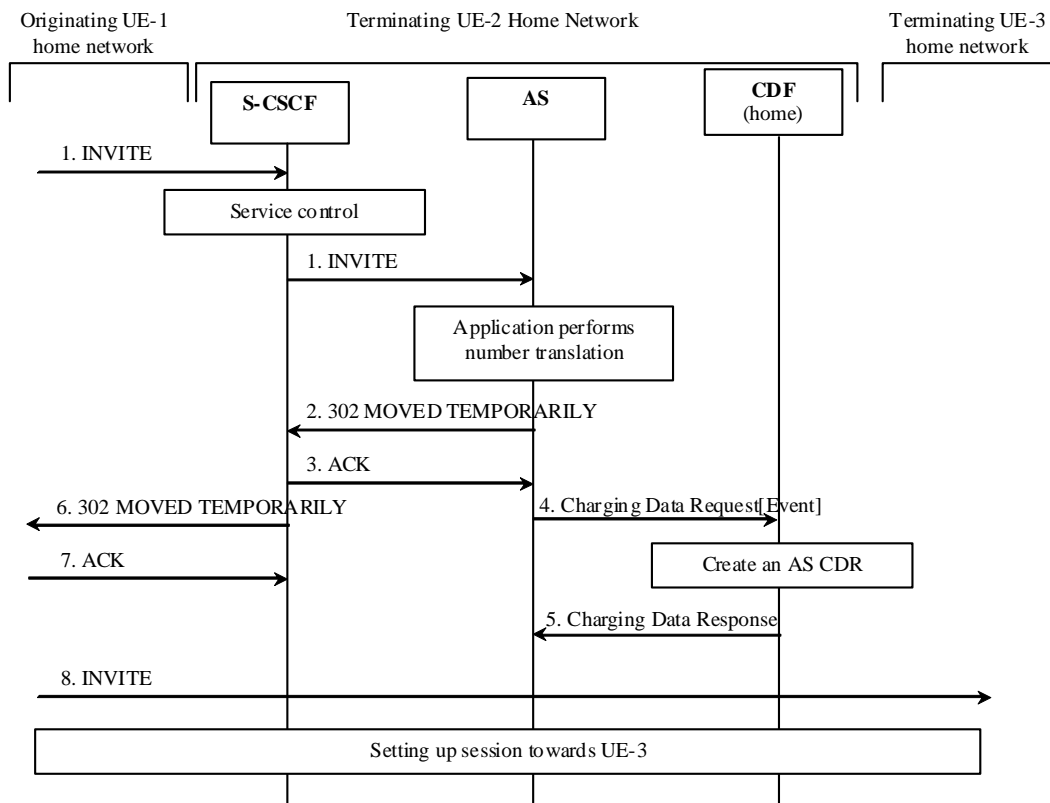 Originating UE-1
home network
Terminating UE-2 Home Network
Terminating UE-3
home network
S-CSCF
AS
CDF
(home)
1. INVITE
Service control
1. INVITE
Application performs
number translation
2. 302 MOVED TEMPORARILY
3. ACK
6. 302 MOVED TEMPORARILY
4. Charging Data Request[Event]
7. ACK
Create an AS CDR
5. Charging Data Response
8. INVITE
Setting up session towards UE-3